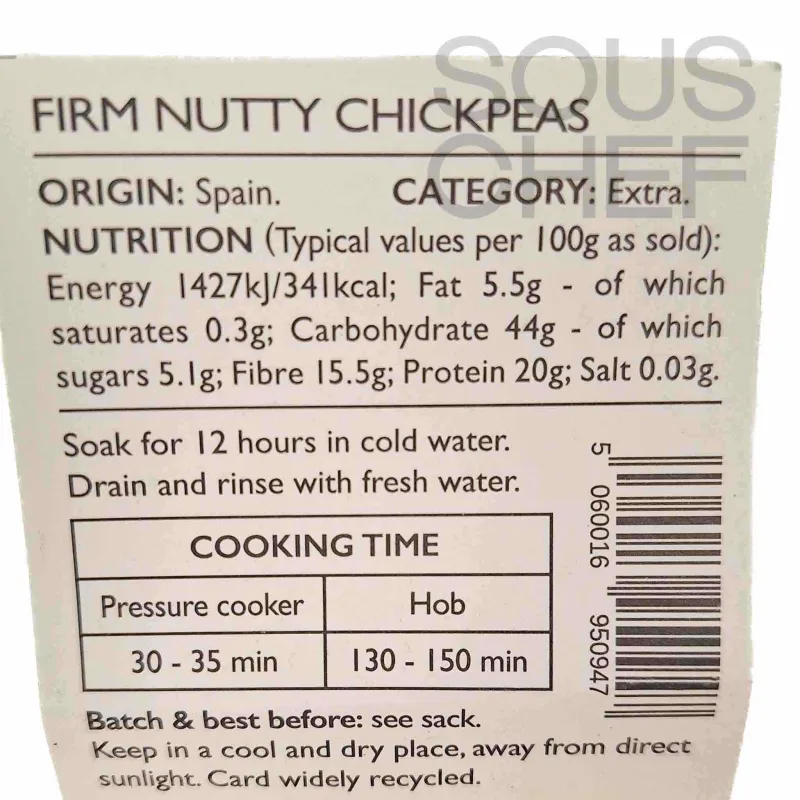 SOUS
CHEF
FIRM NUTTY CHICKPEAS
ORIGIN: Spain. CATEGORY: Extra.
NUTRITION (Typical values per 100g as sold):
Energy 1427kJ/341kcal; Fat 5.5g - of which
saturates 0.3g; Carbohydrate 44g - of which
sugars 5.1g; Fibre 15.5g; Protein 20g; Salt 0.03g.
Soak for 12 hours in cold water.
Drain and rinse with fresh water.
COOKING TIME
Pressure cooker Hob
30 - 35 min 130 - 150 min
5 060016 950947
Batch & best before: see sack.
Keep in a cool and dry place, away from direct
sunlight. Card widely recycled.